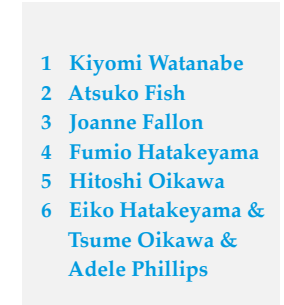 1 Kiyomi Watanabe
2 Atsuko Fish
3 Joanne Fallon
4 Fumio Hatakeyama
5 Hitoshi Oikawa
6 Eiko Hatakeyama &
Tsume Oikawa &
Adele Phillips